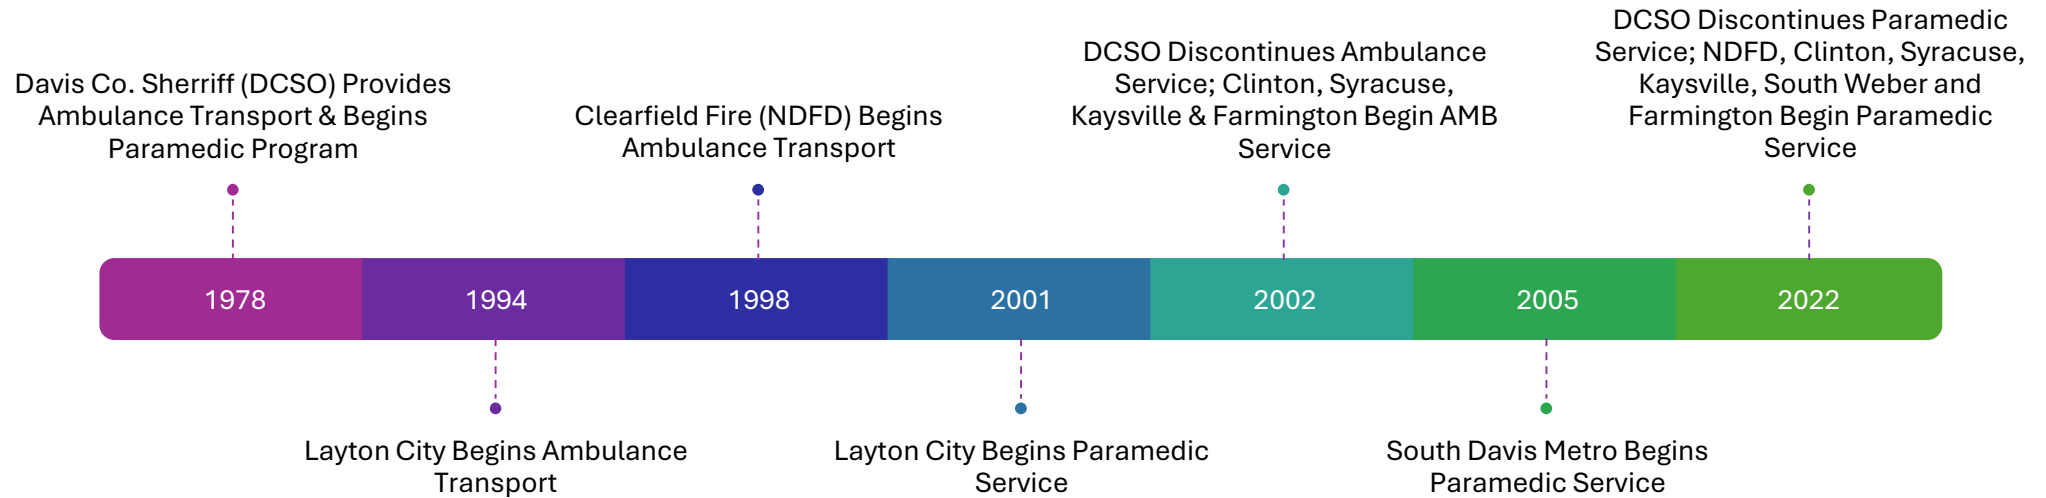 Davis Co. Sherriff (DCSO) Provides
Ambulance Transport & Begins
Paramedic Program
Clearfield Fire (NDFD) Begins
Ambulance Transport
DCSO Discontinues Ambulance
Service; Clinton, Syracuse,
Kaysville & Farmington Begin AMB
Service
DCSO Discontinues Paramedic
Service; NDFD, Clinton, Syracuse,
Kaysville, South Weber and
Farmington Begin Paramedic
Service
1978
1994
1998
2001
2002
2005
2022
Layton City Begins Ambulance
Transport
Layton City Begins Paramedic
Service
South Davis Metro Begins
Paramedic Service